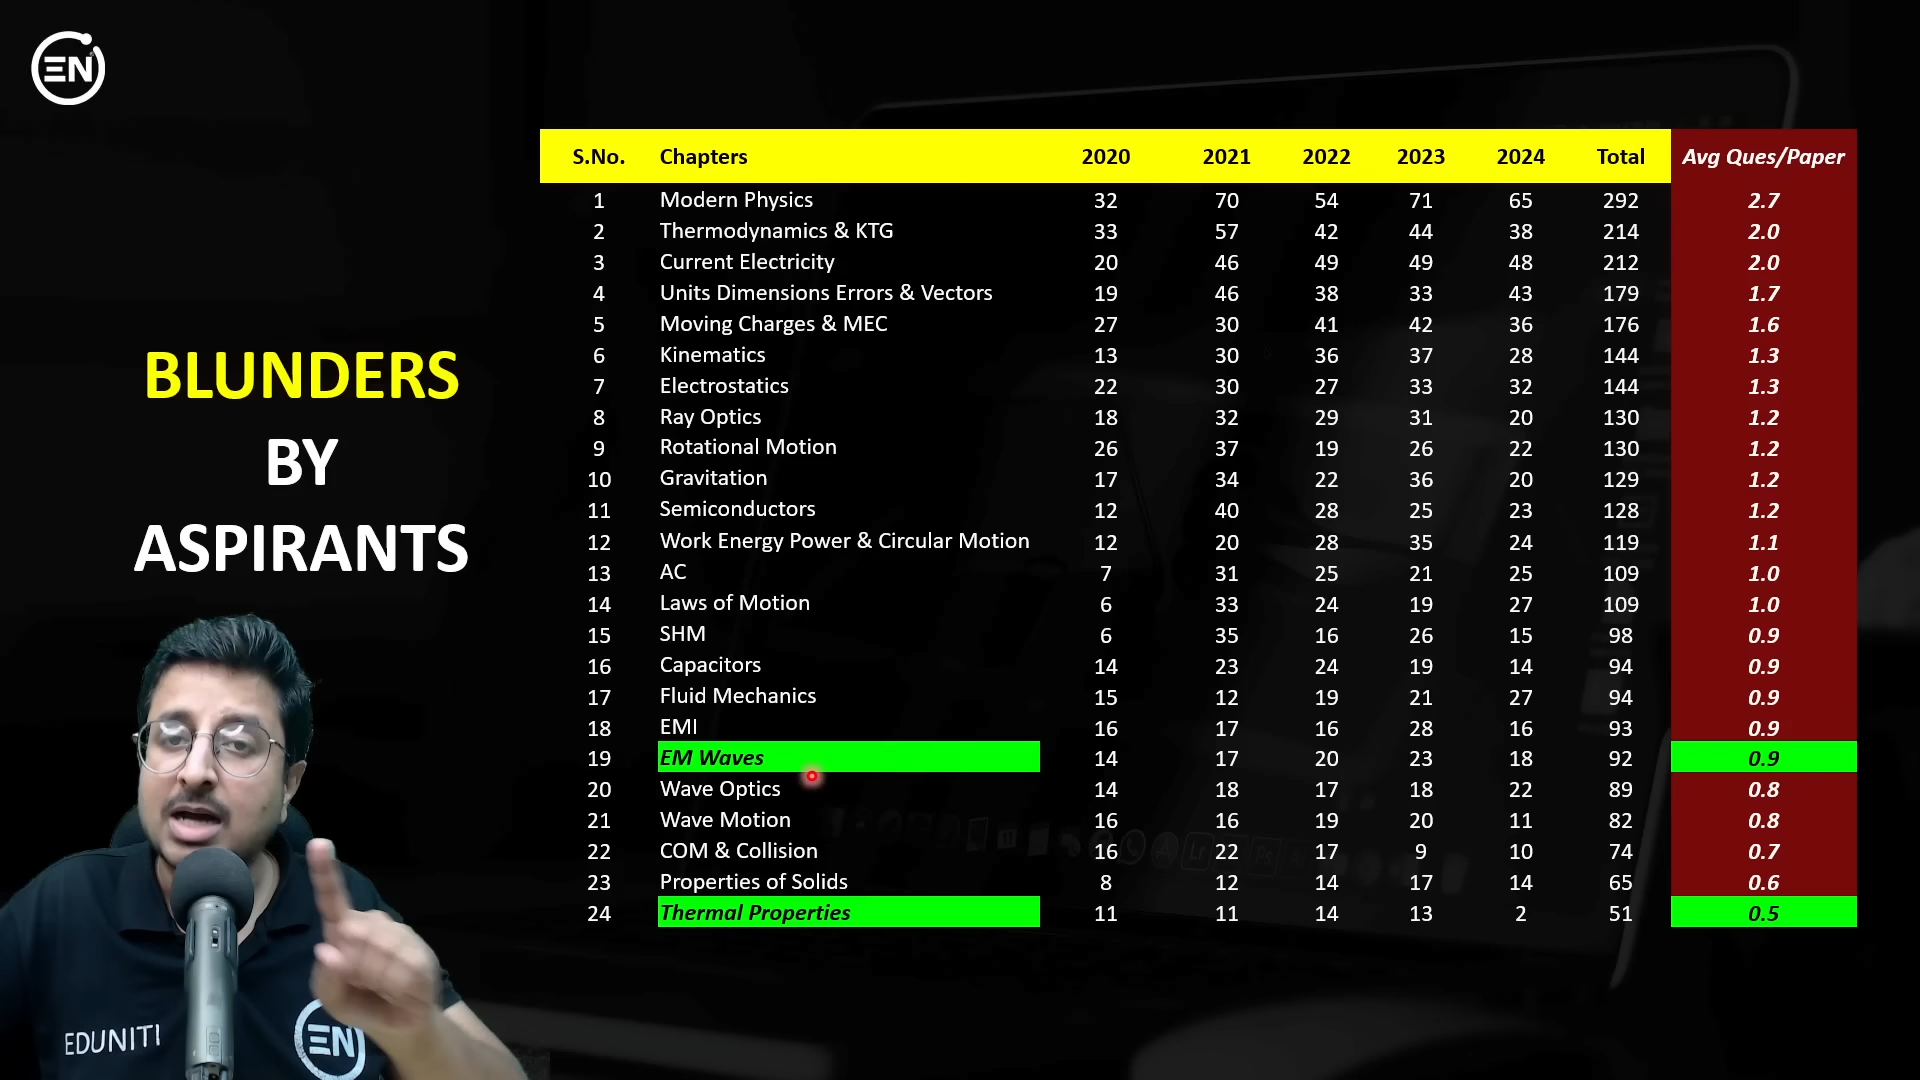 EN
BLUNDERS
BY
ASPIRANTS
S.No. Chapters 2020 2021 2022 2023 2024 Total Avg Ques/Paper
1 Modern Physics 32 70 54 71 65 292 2.7
2 Thermodynamics & KTG 33 57 42 44 38 214 2.0
3 Current Electricity 20 46 49 49 48 212 2.0
4 Units Dimensions Errors & Vectors 19 46 38 33 43 179 1.7
5 Moving Charges & MEC 27 30 41 42 36 176 1.6
6 Kinematics 13 30 36 37 28 144 1.3
7 Electrostatics 22 30 27 33 32 144 1.3
8 Ray Optics 18 32 29 31 20 130 1.2
9 Rotational Motion 26 37 19 26 22 130 1.2
10 Gravitation 17 34 22 36 20 129 1.2
11 Semiconductors 12 40 28 25 23 128 1.2
12 Work Energy Power & Circular Motion 12 20 28 35 24 119 1.1
13 AC 7 31 25 21 25 109 1.0
14 Laws of Motion 6 33 24 19 27 109 1.0
15 SHM 6 35 16 26 15 98 0.9
16 Capacitors 14 23 24 19 14 94 0.9
17 Fluid Mechanics 15 12 19 21 27 94 0.9
18 EMI 16 17 16 28 16 93 0.9
19 EM Waves 14 17 20 23 18 92 0.9
20 Wave Optics 14 18 17 18 22 89 0.8
21 Wave Motion 16 16 19 20 11 82 0.8
22 COM & Collision 16 22 17 9 10 74 0.7
23 Properties of Solids 8 12 14 17 14 65 0.6
24 Thermal Properties 11 11 14 13 2 51 0.5
EDUNITI
EN